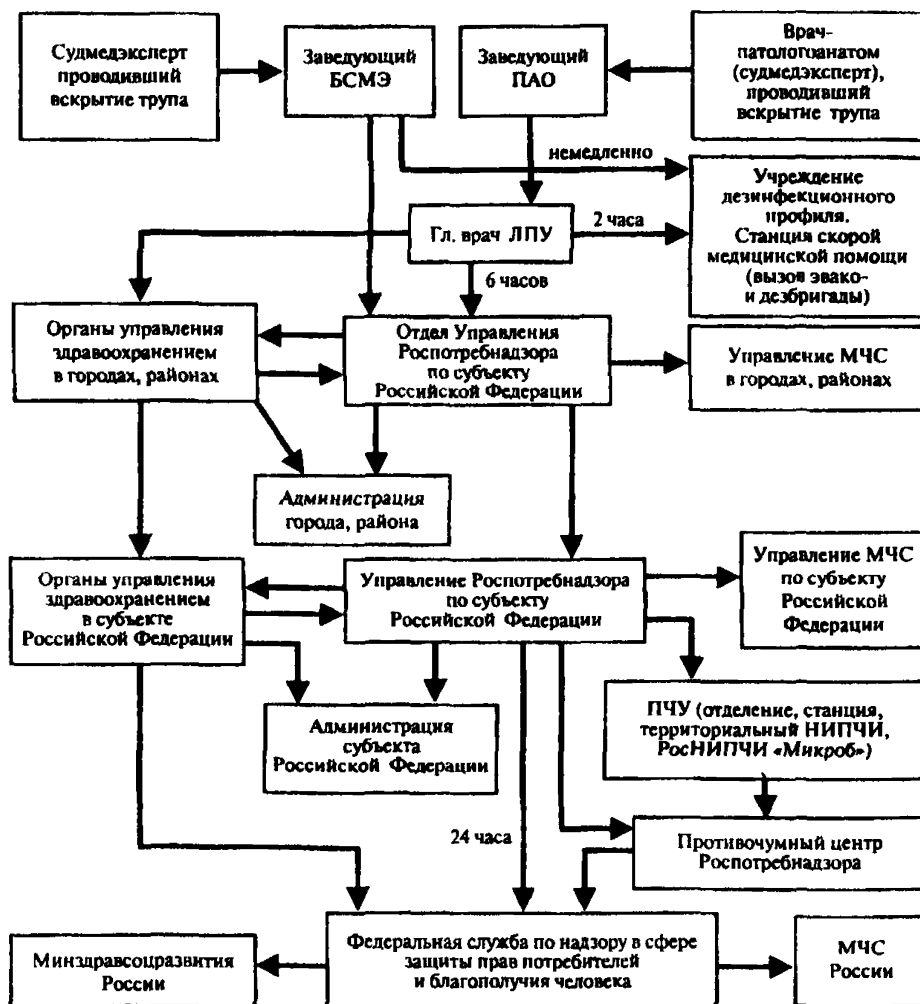 Судмедэксперт
проводивший
вскрытие трупа
Заведующий
БСМЭ
Заведующий
ПАО
Врач-
патологоанатом
(судмедэксперт),
проводивший
вскрытие трупа
немедленно
Учреждение
дезинфекционного
профиля.
Станция скорой
медицинской помощи
(вызов эвако-
и дезбригады)
Гл. врач ЛПУ
2 часа
6 часов
Органы управления
здравоохранением
в городах, районах
Отдел Управления
Роспотребнадзора
по субъекту
Российской Федерации
Управление МЧС
в городах, районах
Администрация
города, района
Органы управления
здравоохранением
в субъекте
Российской Федерации
Управление Роспотребнадзора
по субъекту
Российской Федерации
Управление МЧС
по субъекту
Российской
Федерации
Администрация
субъекта
Российской Федерации
ПЧУ (отделение, станция,
территориальный НИПЧИ,
РосНИПЧИ «Микроб»)
24 часа
Противочумный центр
Роспотребнадзора
Минздравсоцразвития
России
Федеральная служба по надзору в сфере
защиты прав потребителей
и благополучия человека
МЧС
России